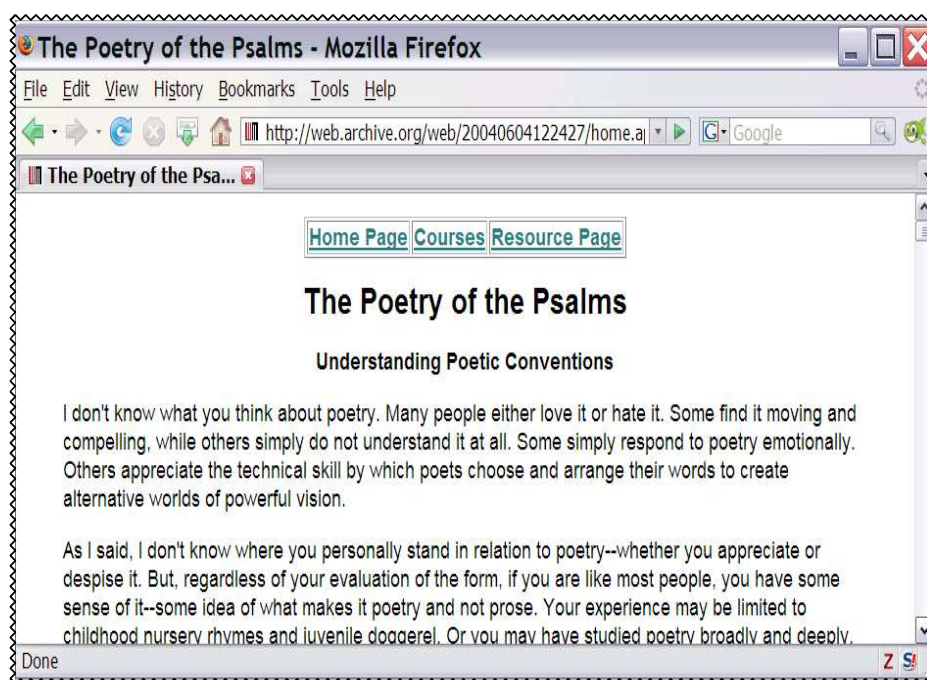 The Poetry of the Psalms - Mozilla Firefox
File Edit View History Bookmarks Tools Help
http://web.archive.org/web/20040604122427/home.a
G Google
The Poetry of the Psa...
Home Page Courses Resource Page
The Poetry of the Psalms
Understanding Poetic Conventions
I don't know what you think about poetry. Many people either love it or hate it. Some find it moving and
compelling, while others simply do not understand it at all. Some simply respond to poetry emotionally.
Others appreciate the technical skill by which poets choose and arrange their words to create
alternative worlds of powerful vision.
As I said, I don't know where you personally stand in relation to poetry--whether you appreciate or
despise it. But, regardless of your evaluation of the form, if you are like most people, you have some
sense of it--some idea of what makes it poetry and not prose. Your experience may be limited to
childhood nursery rhymes and juvenile doggerel. Or you may have studied poetry broadly and deeply.
Done Z S!